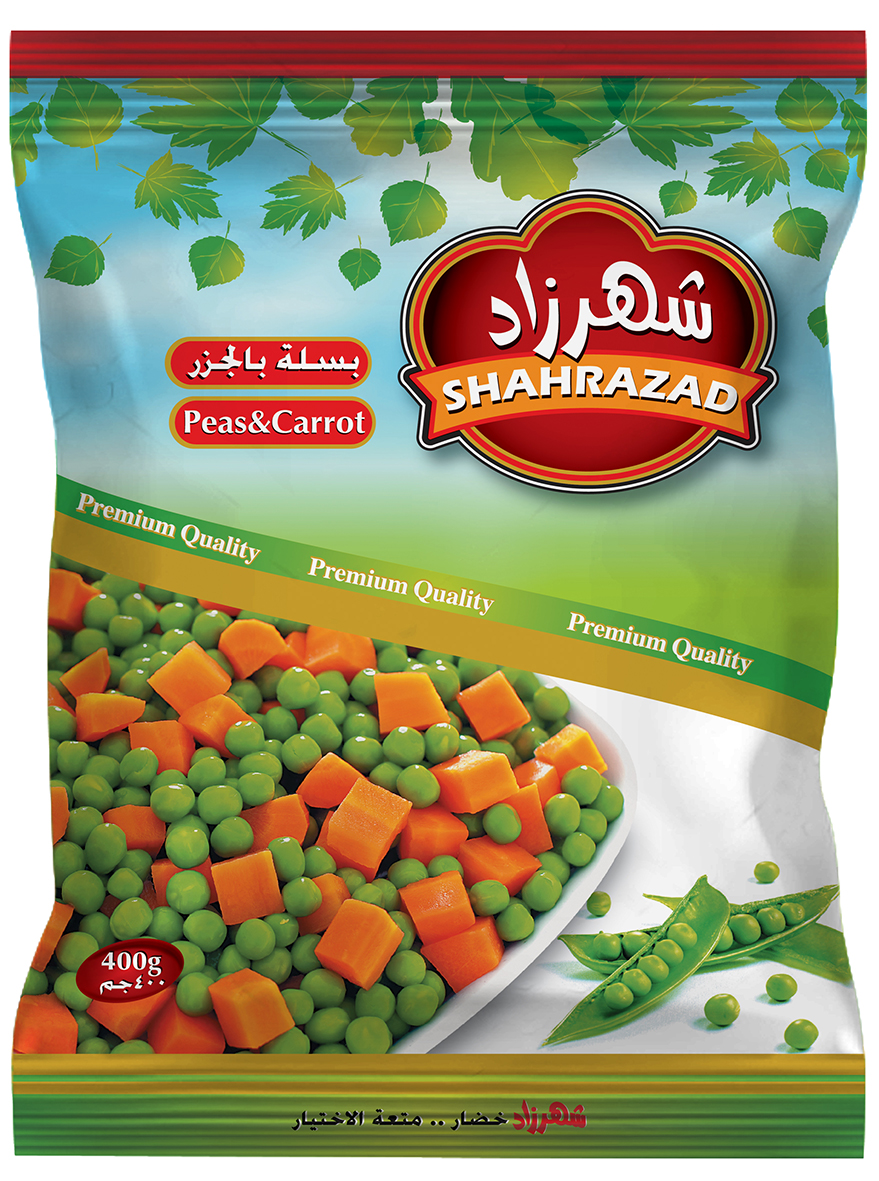 شهرزاد
SHAHRAZAD
بسلة بالجزر
Peas&Carrot
Premium Quality
Premium Quality
Premium Quality
400g
٤٠٠جم
شهرزاد خضار .. متعة الاختيار